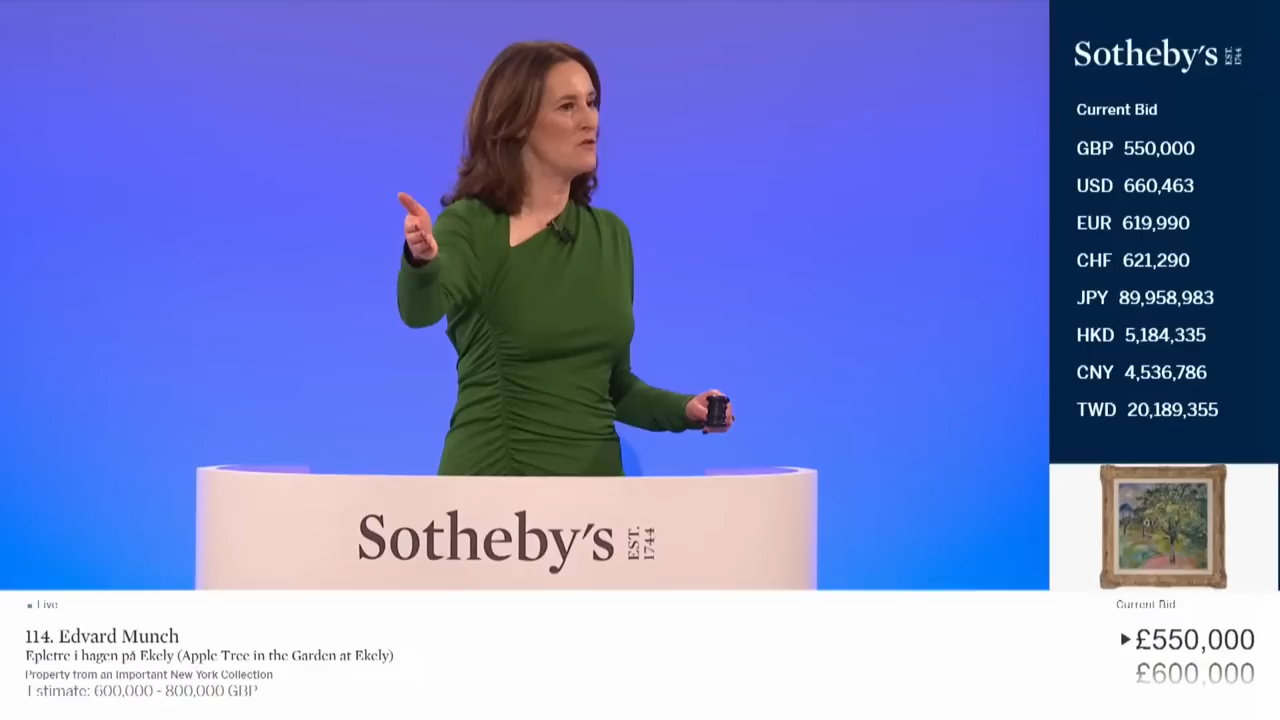 Sotheby's EST. 1744
Current Bid
GBP 550,000
USD 660,463
EUR 619,990
CHF 621,290
JPY 89,958,983
HKD 5,184,335
CNY 4,536,786
TWD 20,189,355
Sotheby's EST. 1744
Live
114. Edvard Munch
Epletre i hagen på Ekely (Apple Tree in the Garden at Ekely)
Property from an Important New York Collection
Estimate: 600,000 - 800,000 GBP
Current Bid
£550,000
£600,000